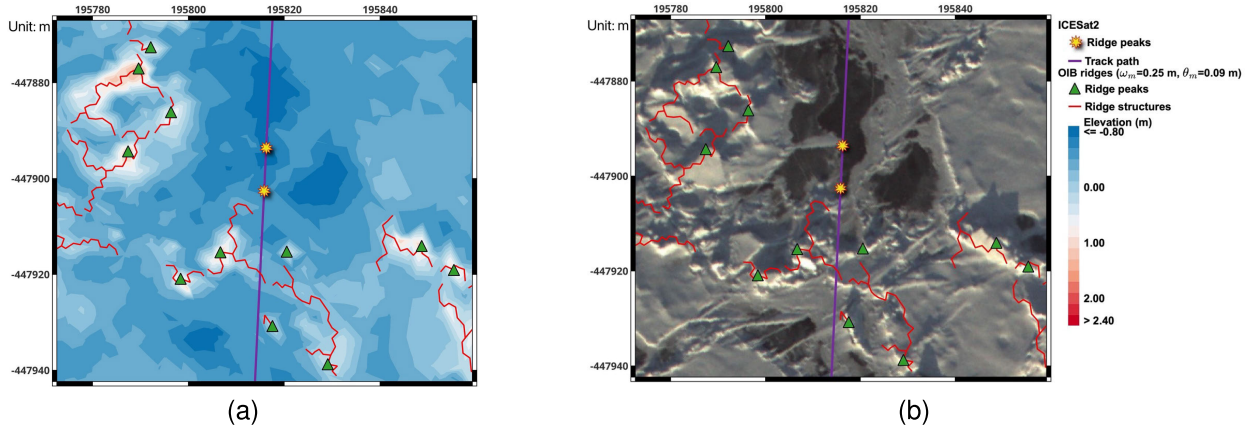 195780 195800 195820 195840
Unit: m
-447880
-447900
-447920
-447940
(a)
195780 195800 195820 195840
Unit: m
-447880
-447900
-447920
-447940
(b)
ICESat2
Ridge peaks
Track path
OIB ridges (ω_m=0.25 m, θ_m=0.09 m)
Ridge peaks
Ridge structures
Elevation (m)
<= -0.80
0.00
1.00
2.00
> 2.40